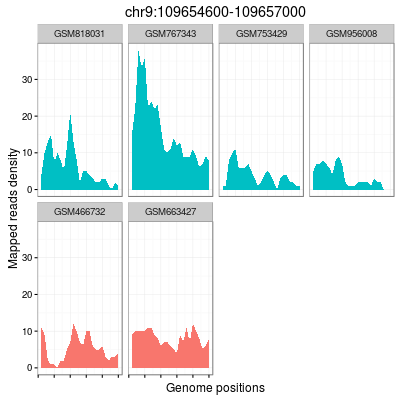 chr9:109654600-109657000
GSM818031 GSM767343 GSM753429 GSM956008
30
20
10
0
Mapped reads density
GSM466732 GSM663427
30
20
10
0
Genome positions